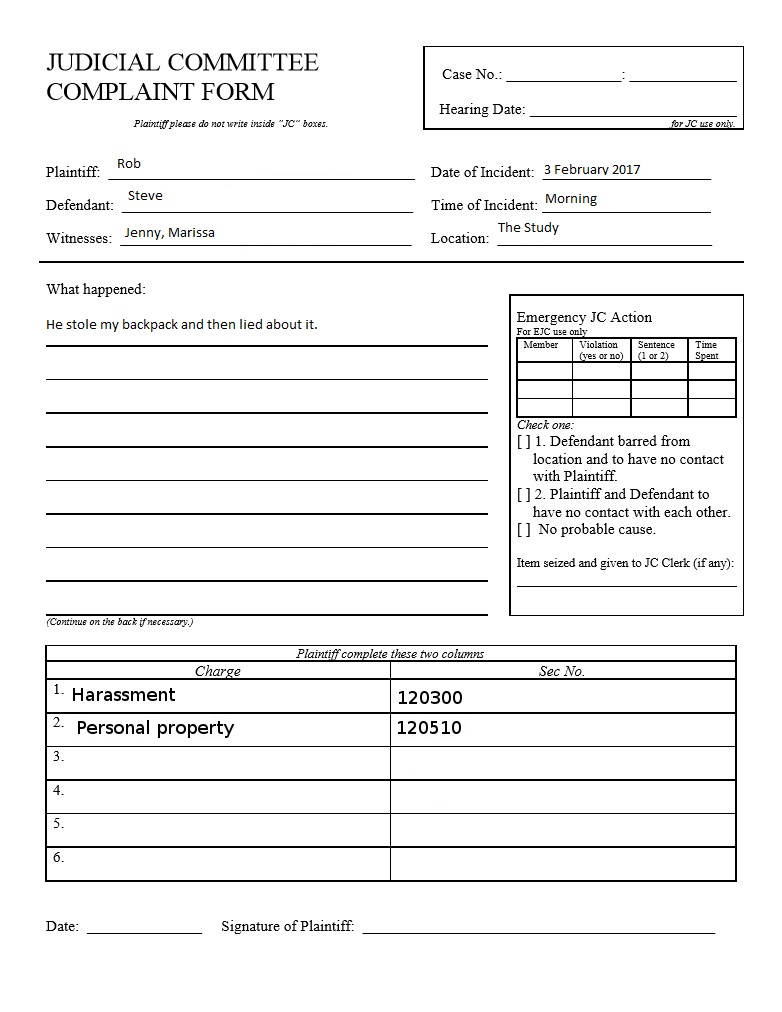 JUDICIAL COMMITTEE
COMPLAINT FORM
Plaintiff please do not write inside "JC" boxes.
Case No.: _______________: ______________
Hearing Date: ___________________________
for JC use only.
Plaintiff: Rob
Defendant: Steve
Witnesses: Jenny, Marissa
Date of Incident: 3 February 2017
Time of Incident: Morning
Location: The Study
What happened:
He stole my backpack and then lied about it.
(Continue on the back if necessary.)
Emergency JC Action
For EJC use only
Member Violation Sentence Time
(yes or no) (1 or 2) Spent
Check one:
[ ] 1. Defendant barred from
location and to have no contact
with Plaintiff.
[ ] 2. Plaintiff and Defendant to
have no contact with each other.
[ ] No probable cause.
Item seized and given to JC Clerk (if any):
Plaintiff complete these two columns
Charge Sec No.
1. Harassment 120300
2. Personal property 120510
3.
4.
5.
6.
Date: _______________ Signature of Plaintiff: _______________